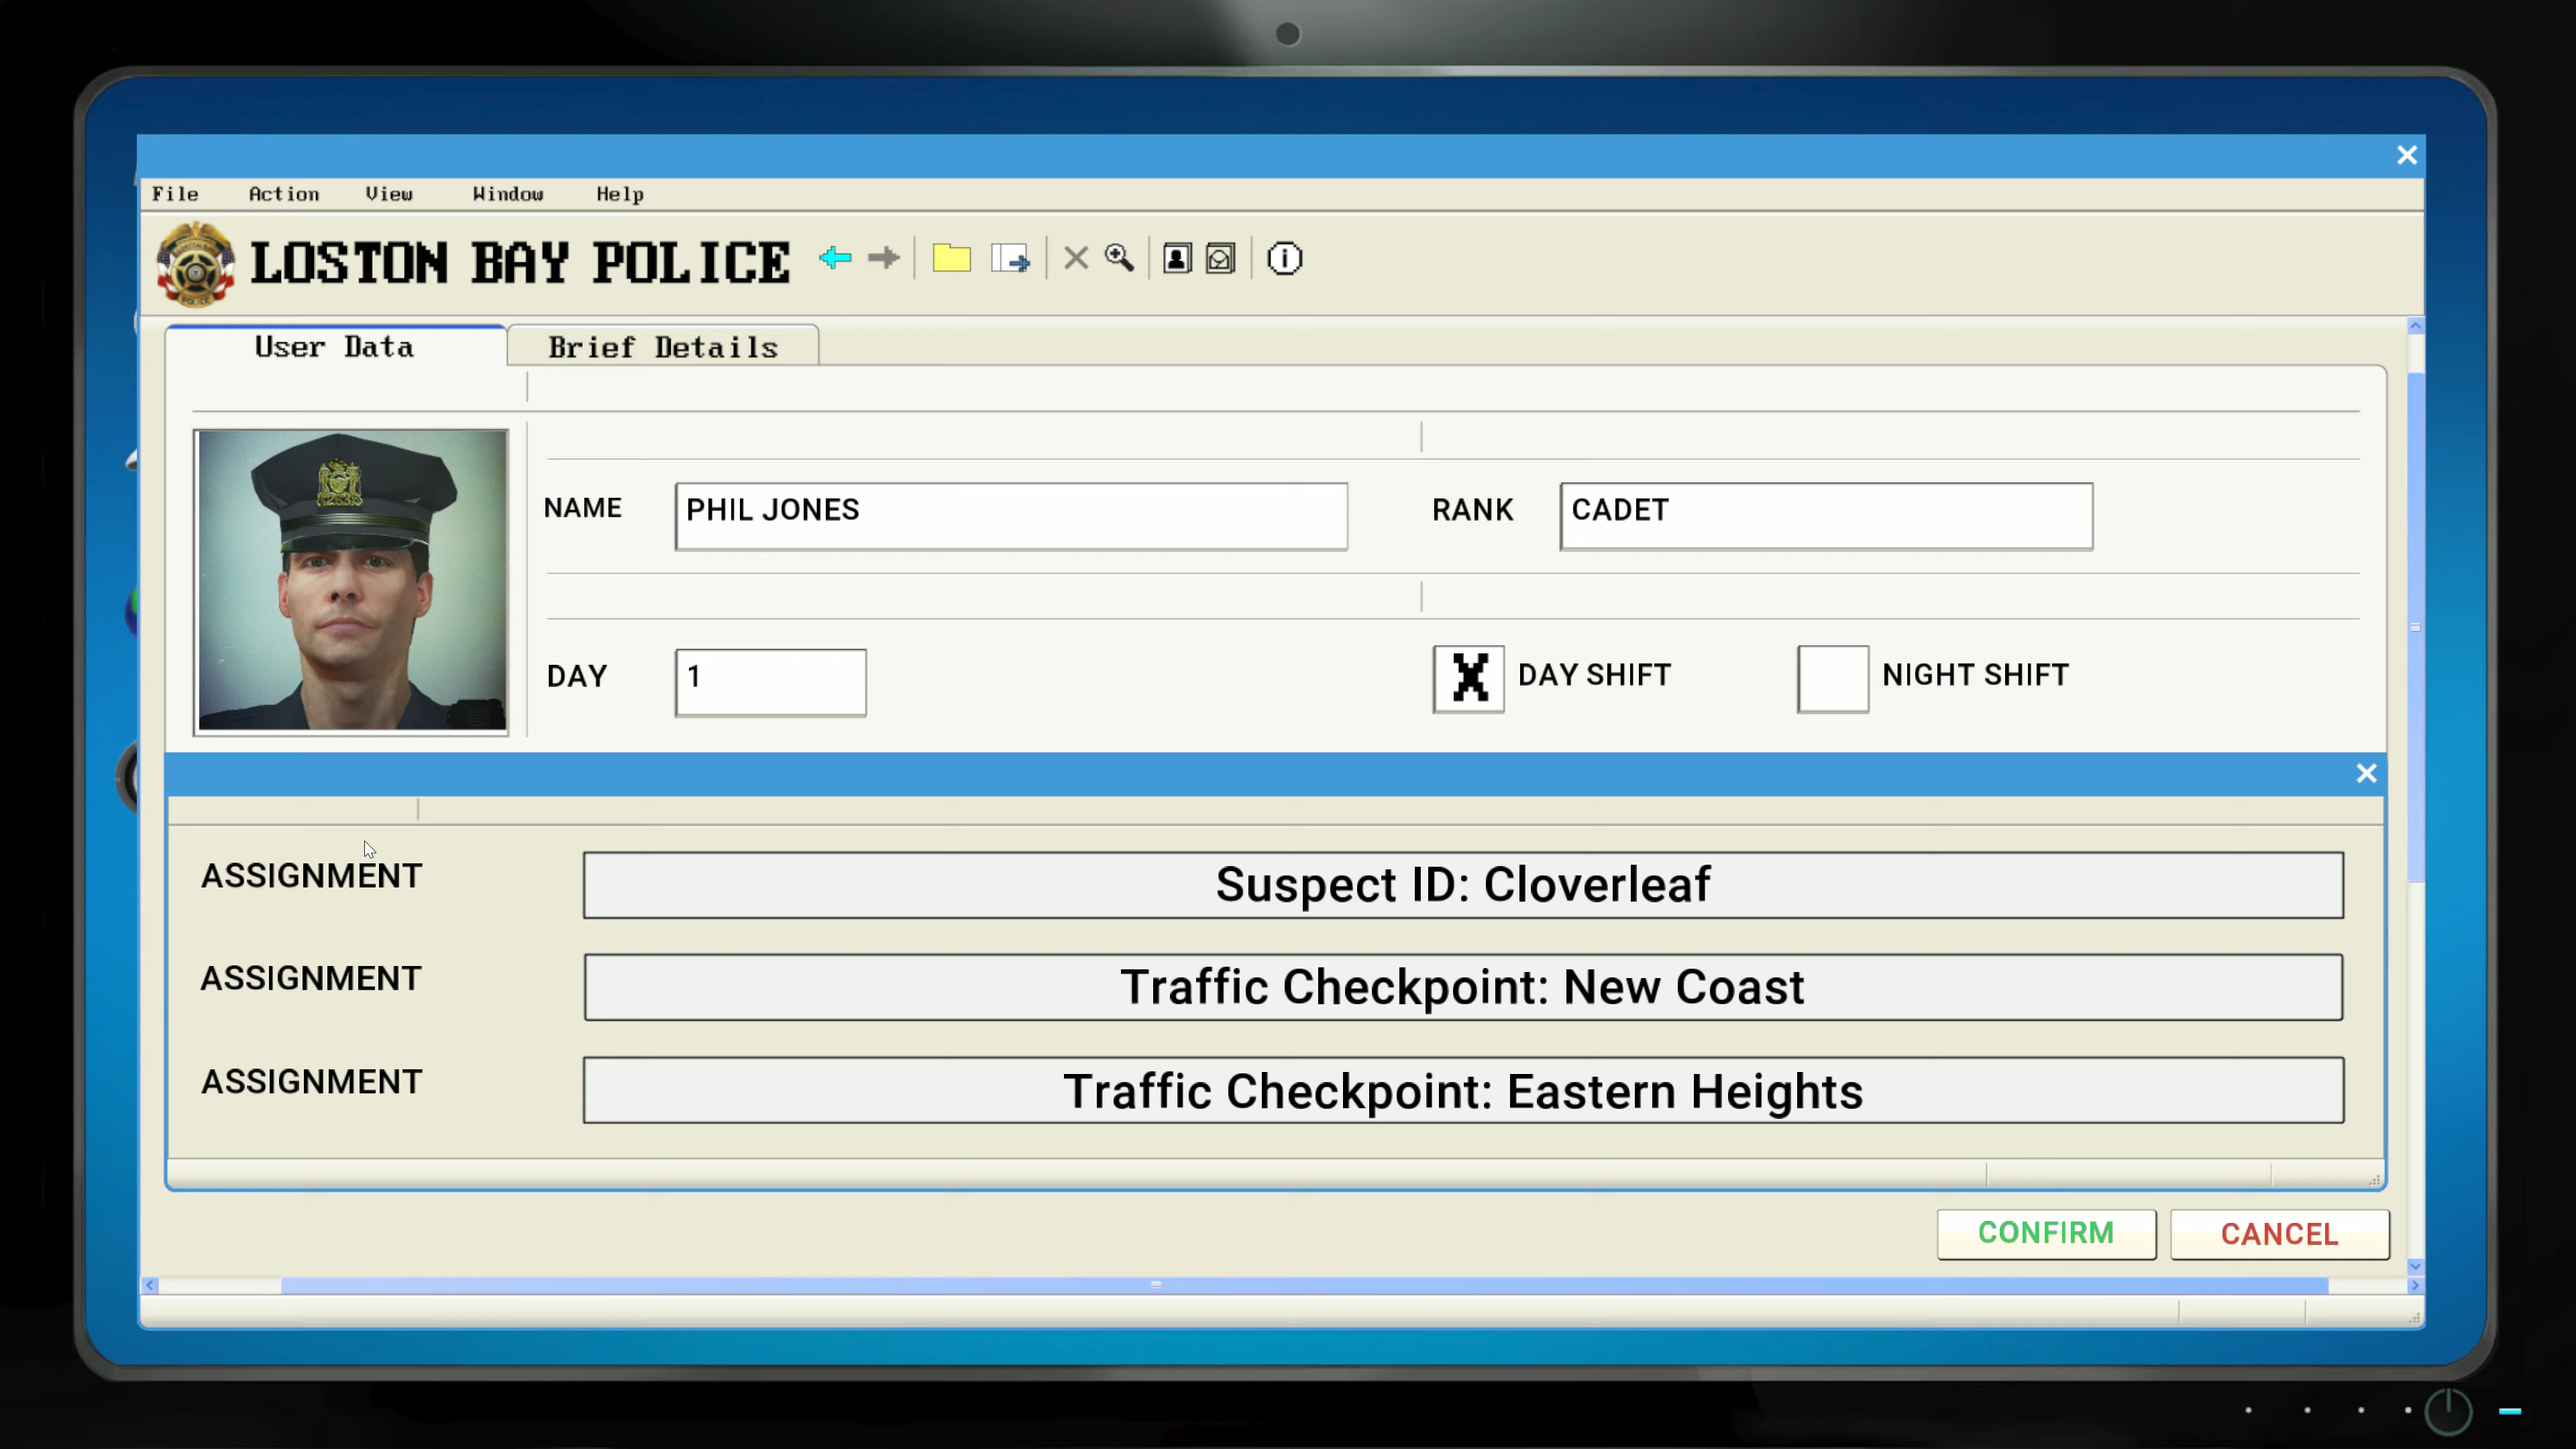 File Action View Window Help
LOSTON BAY POLICE
User Data Brief Details
NAME PHIL JONES RANK CADET
DAY 1 X DAY SHIFT NIGHT SHIFT
ASSIGNMENT Suspect ID: Cloverleaf
ASSIGNMENT Traffic Checkpoint: New Coast
ASSIGNMENT Traffic Checkpoint: Eastern Heights
CONFIRM CANCEL